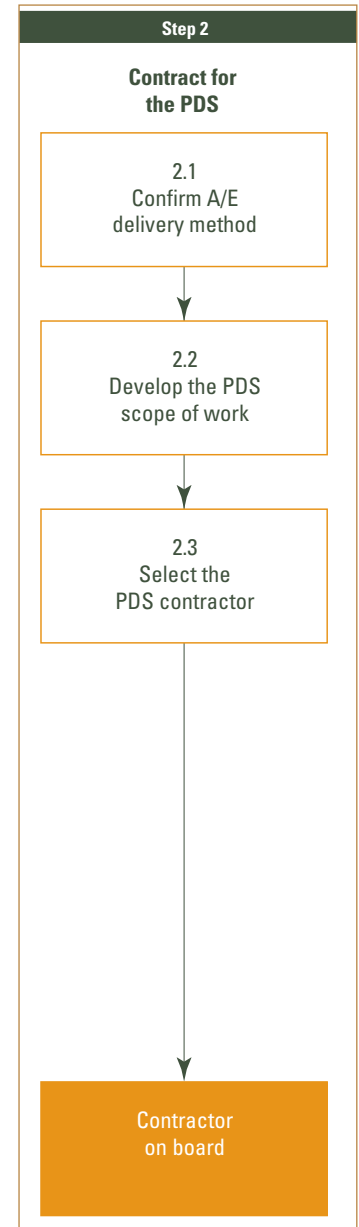 Step 2
Contract for
the PDS
2.1
Confirm A/E
delivery method
2.2
Develop the PDS
scope of work
2.3
Select the
PDS contractor
Contractor
on board